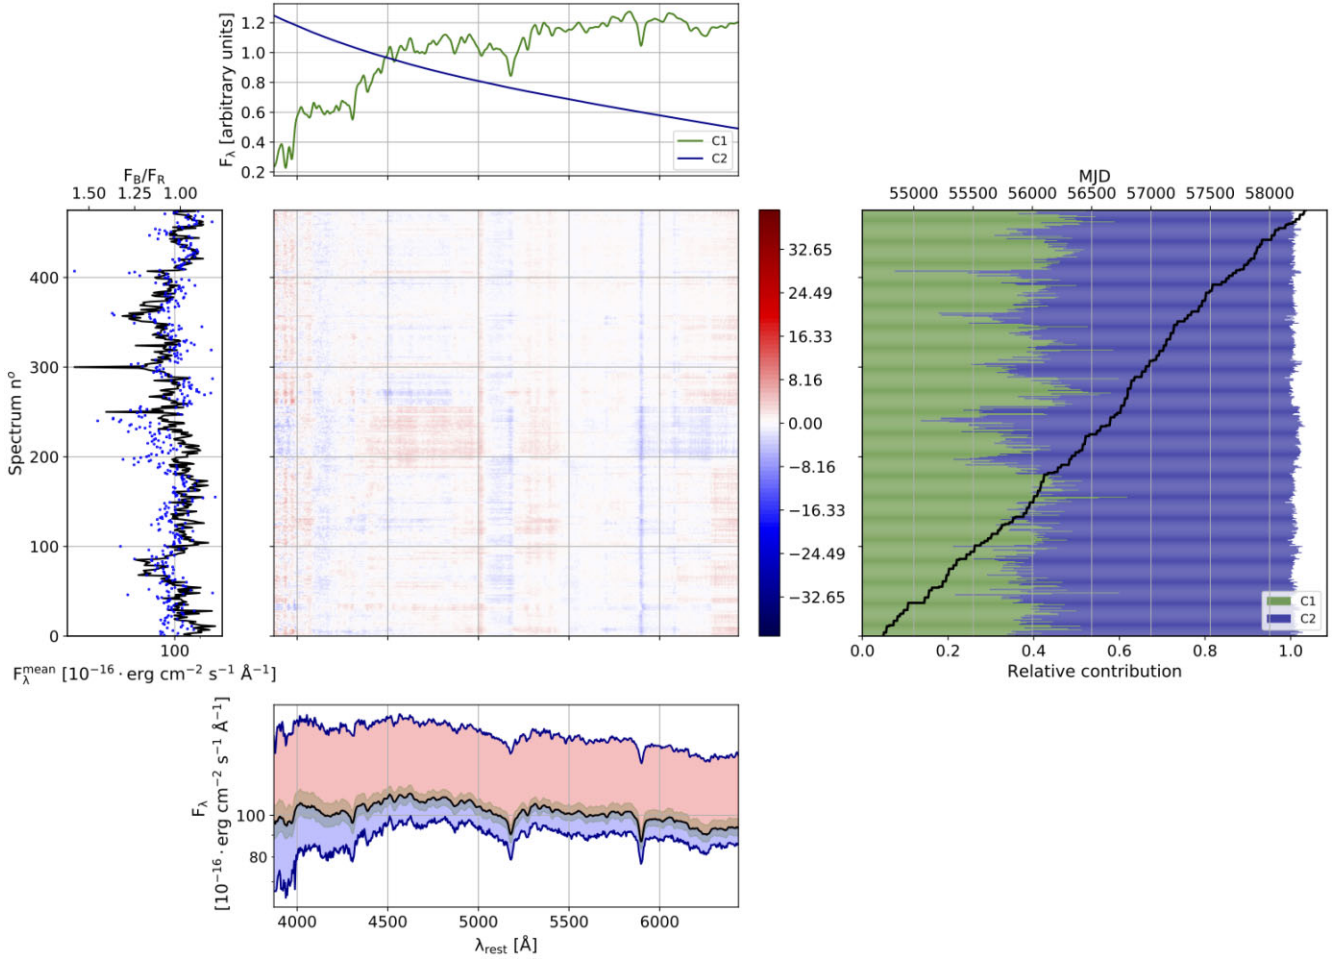 F_λ [arbitrary units]
1.2
1.0
0.8
0.6
0.4
0.2
C1
C2
F_B/F_R
1.50 1.25 1.00
Spectrum nº
400
300
200
100
0
100
F_λ^mean [10⁻¹⁶ · erg cm⁻² s⁻¹ Å⁻¹]
32.65
24.49
16.33
8.16
0.00
−8.16
−16.33
−24.49
−32.65
MJD
55000 55500 56000 56500 57000 57500 58000
C1
C2
0.0 0.2 0.4 0.6 0.8 1.0
Relative contribution
F_λ
[10⁻¹⁶ · erg cm⁻² s⁻¹ Å⁻¹]
100
80
4000 4500 5000 5500 6000
λ_rest [Å]